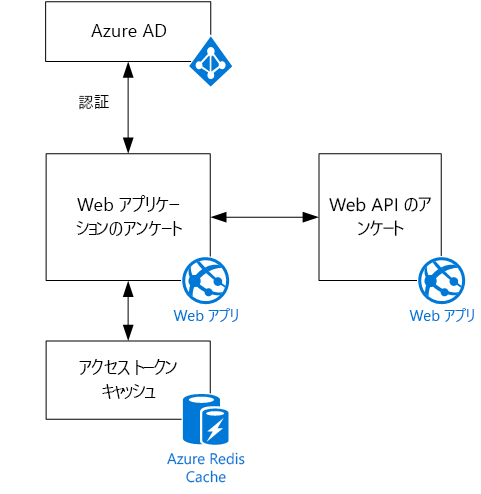 Azure AD
認証
Web アプリケー
ションのアンケート
Web API のア
ンケート
Web アプリ
Web アプリ
アクセス トークン
キャッシュ
Azure Redis
Cache